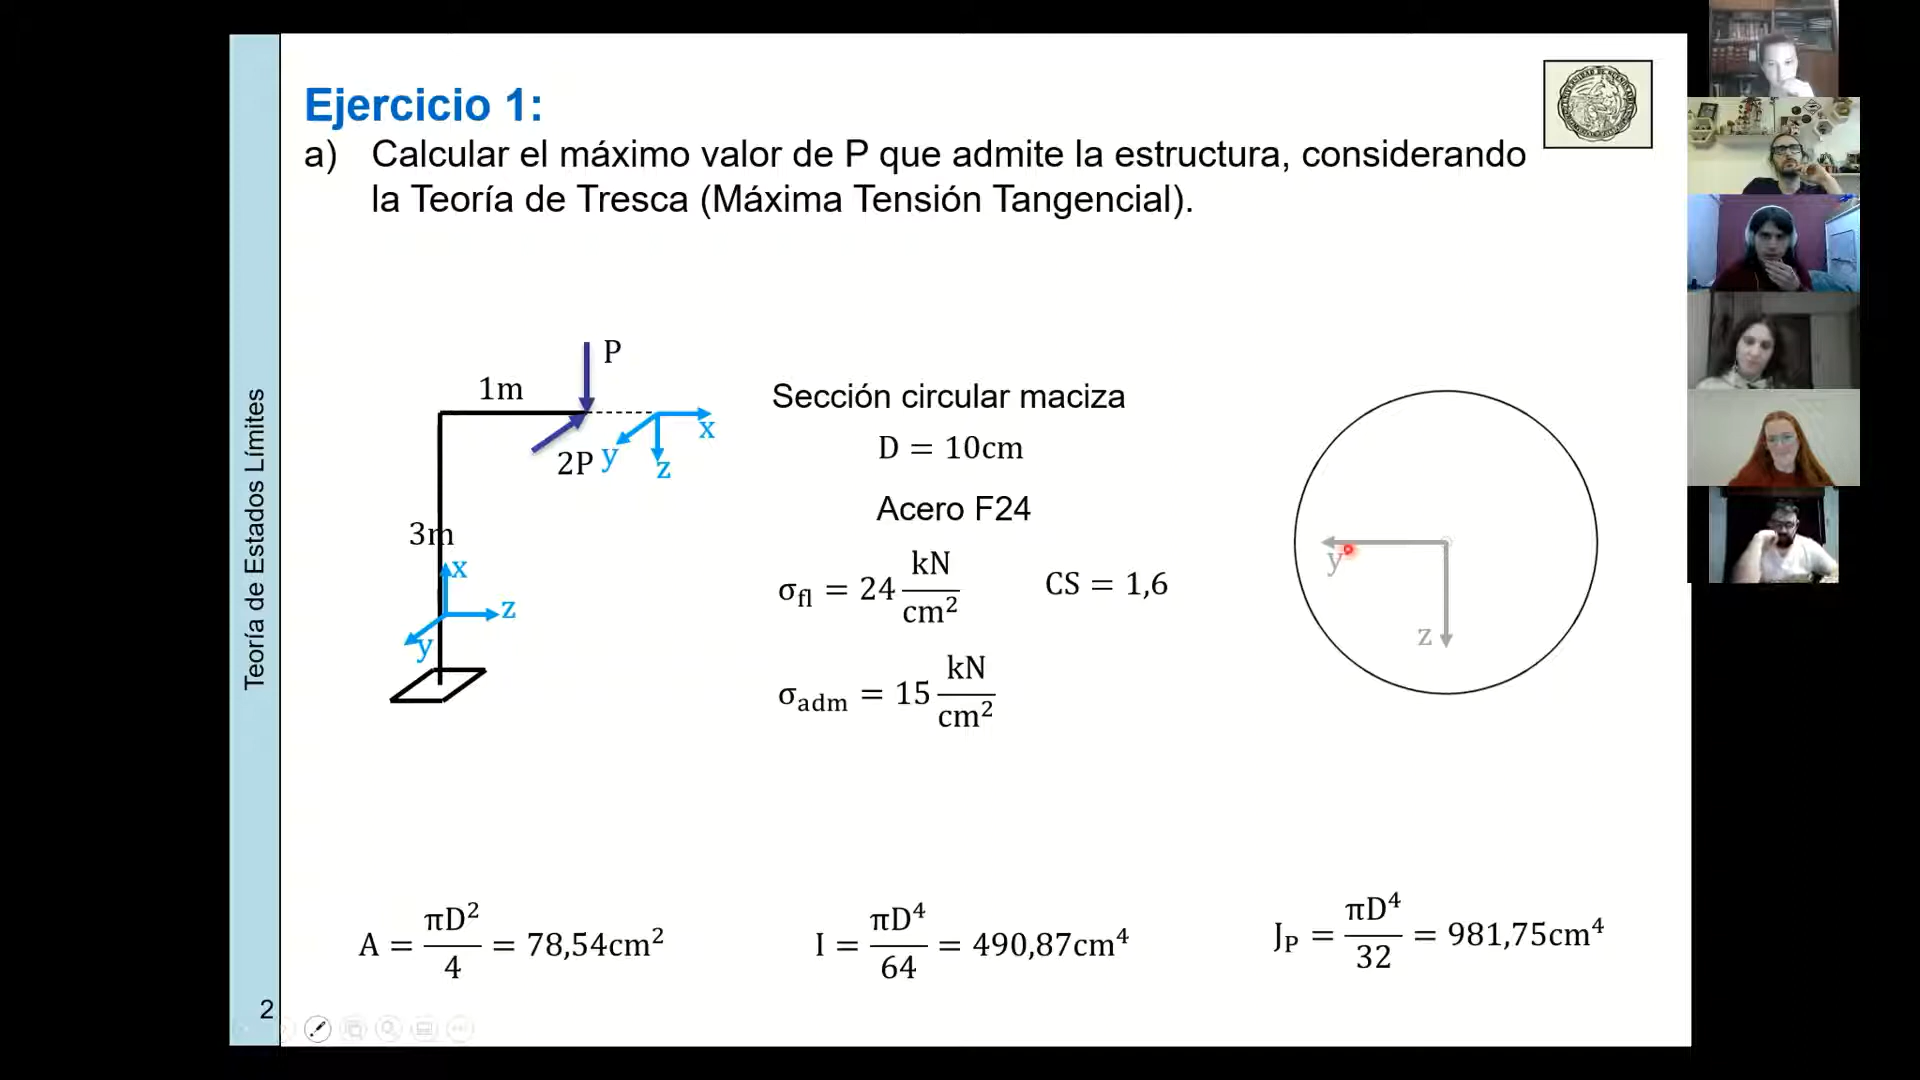 Ejercicio 1:
a) Calcular el máximo valor de P que admite la estructura, considerando
la Teoría de Tresca (Máxima Tensión Tangencial).
Teoría de Estados Límites
P
1m
2P
x
y
z
3m
x
z
y
Sección circular maciza
D = 10cm
Acero F24
σfl = 24 kN/cm²
CS = 1,6
σadm = 15 kN/cm²
y
z
A = πD²/4 = 78,54cm²
I = πD⁴/64 = 490,87cm⁴
JP = πD⁴/32 = 981,75cm⁴
2